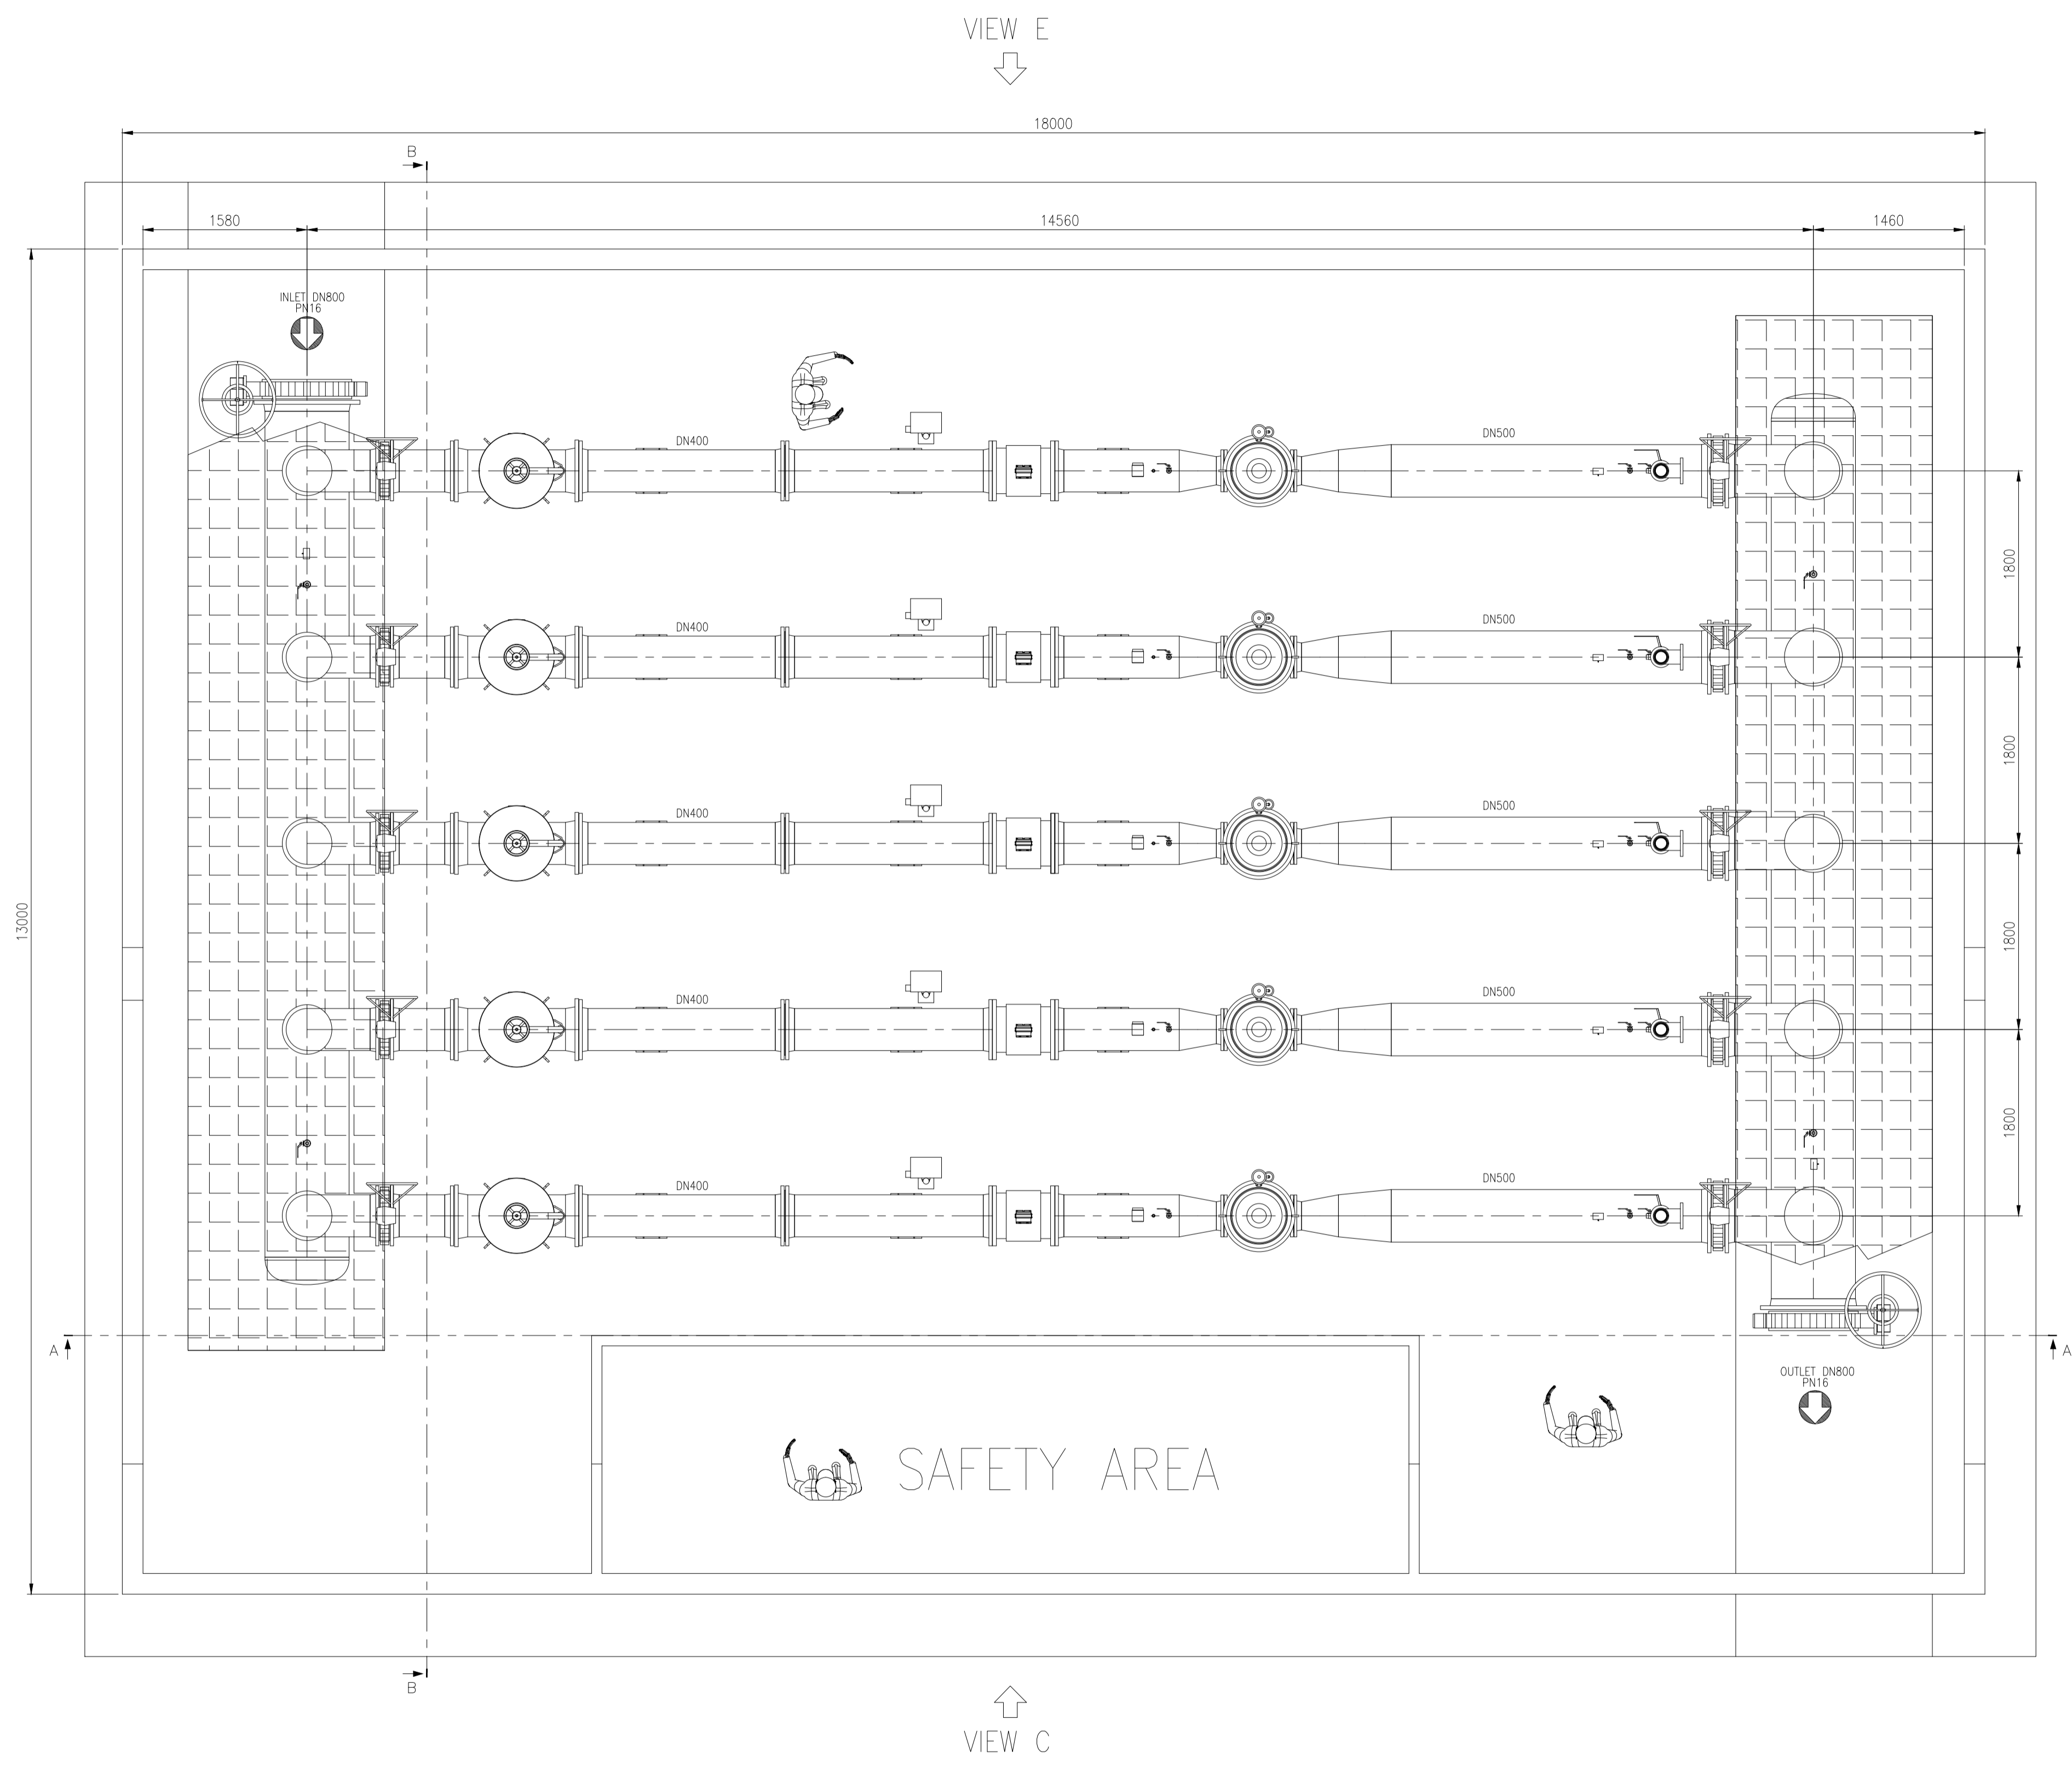 VIEW E
18000
B
1580
14560
1460
INLET DN800
PN16
DN400
DN500
1800
DN400
DN500
1800
DN400
DN500
13000
1800
DN400
DN500
1800
DN400
DN500
A
A
OUTLET DN800
PN16
SAFETY AREA
B
VIEW C